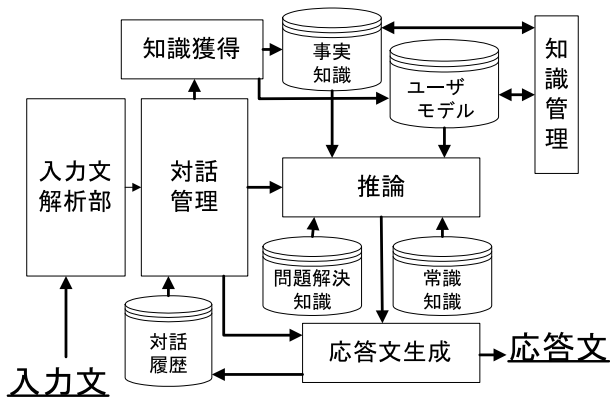 知識獲得
事実
知識
ユーザ
モデル
知
識
管
理
入力文
解析部
対話
管理
推論
問題解決
知識
常識
知識
対話
履歴
応答文生成
応答文
入力文